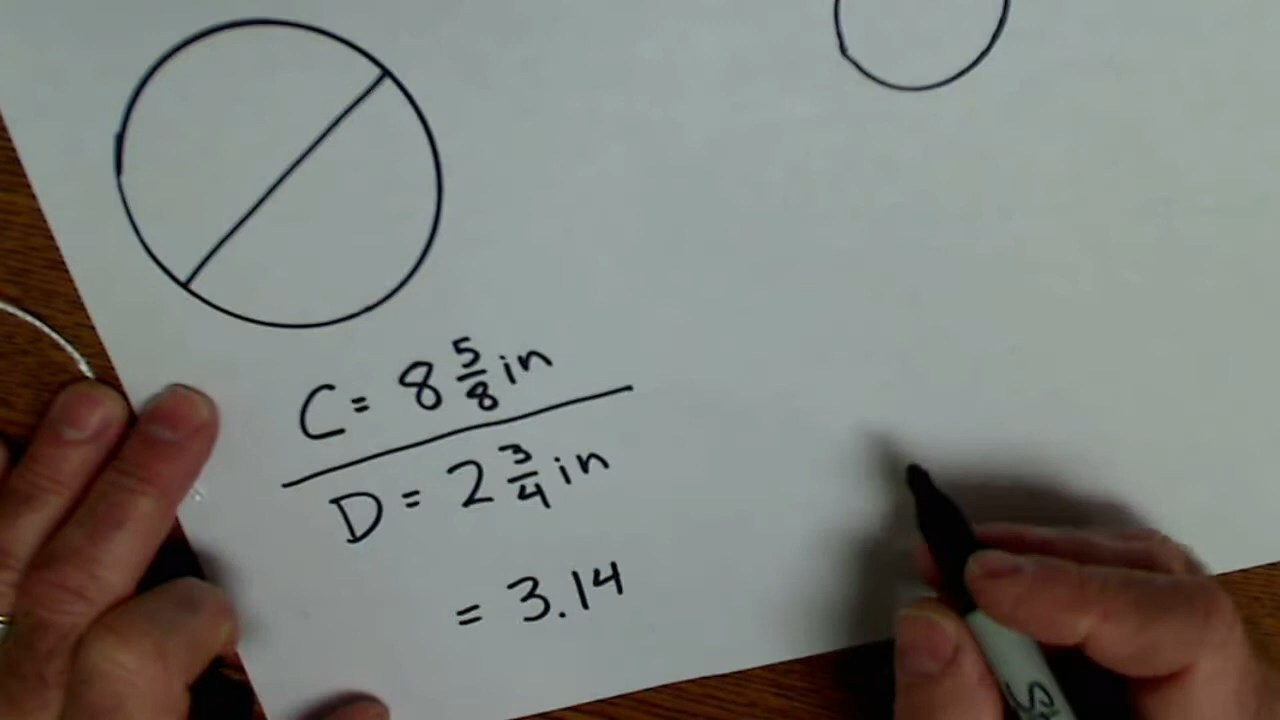 C = 8 5/8 in
D = 2 3/4 in
= 3.14